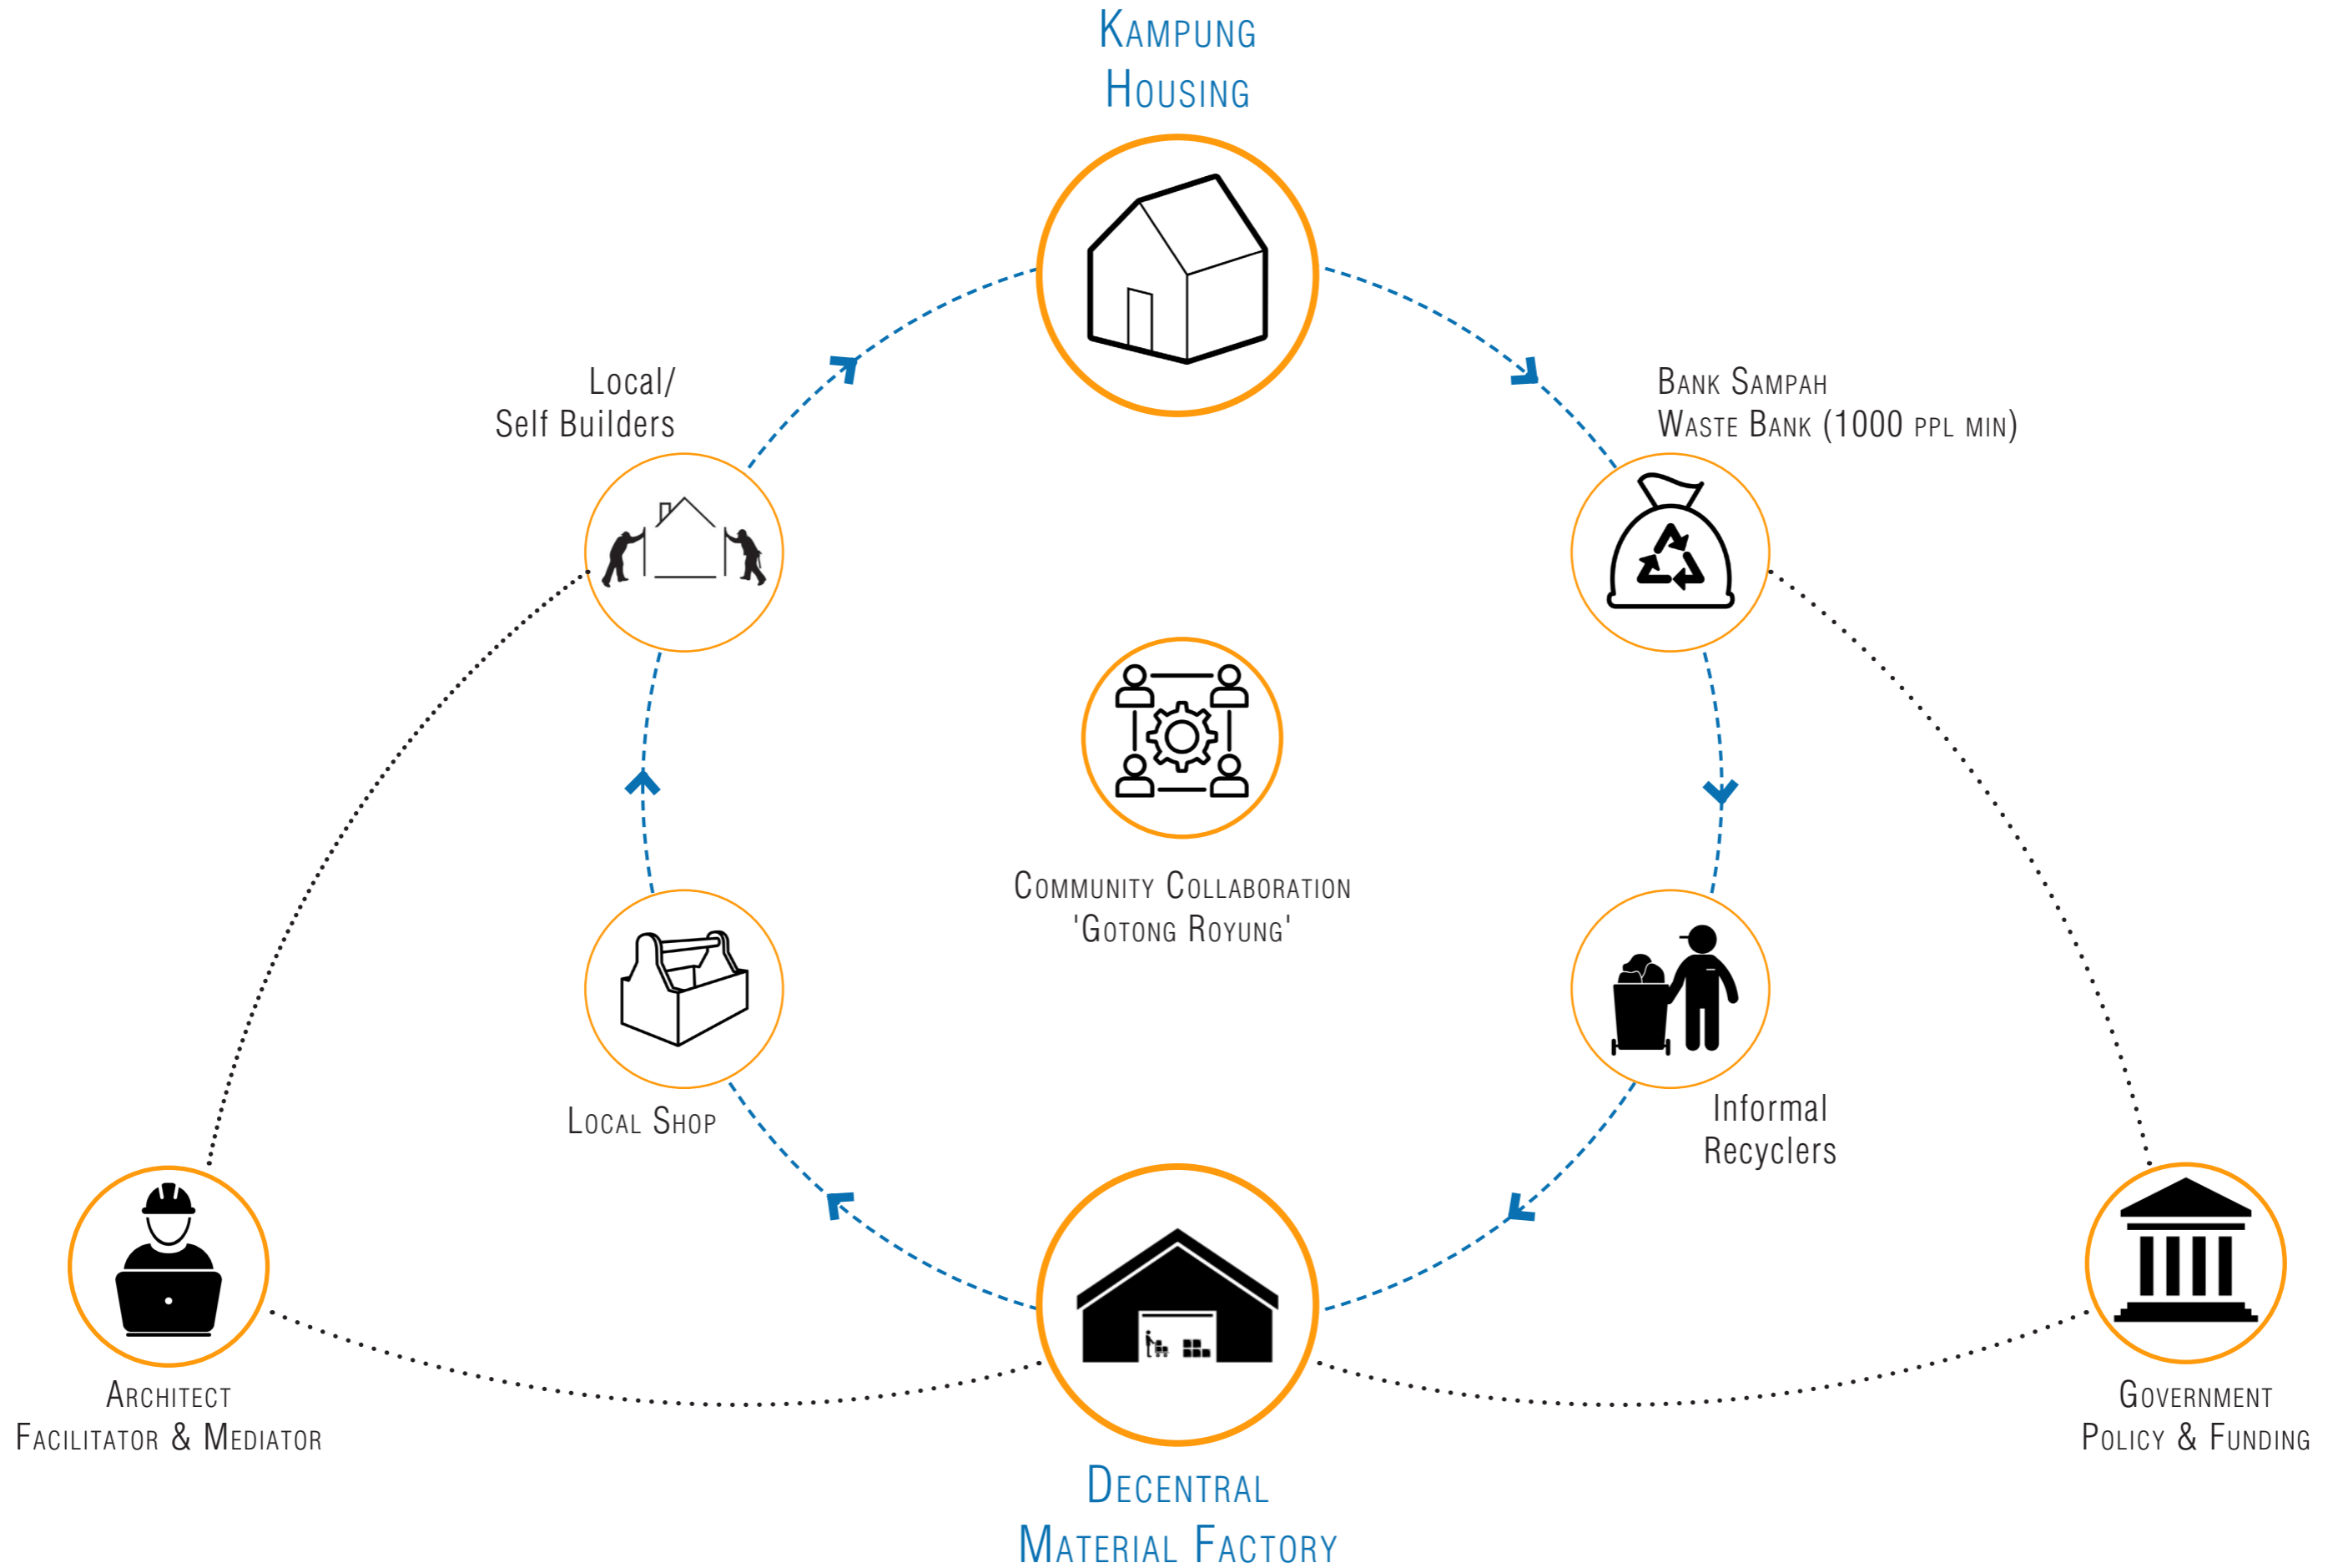 KAMPUNG
HOUSING
Local/
Self Builders
BANK SAMPAH
WASTE BANK (1000 PPL MIN)
COMMUNITY COLLABORATION
'GOTONG ROYUNG'
LOCAL SHOP
Informal
Recyclers
ARCHITECT
FACILITATOR & MEDIATOR
GOVERNMENT
POLICY & FUNDING
DECENTRAL
MATERIAL FACTORY